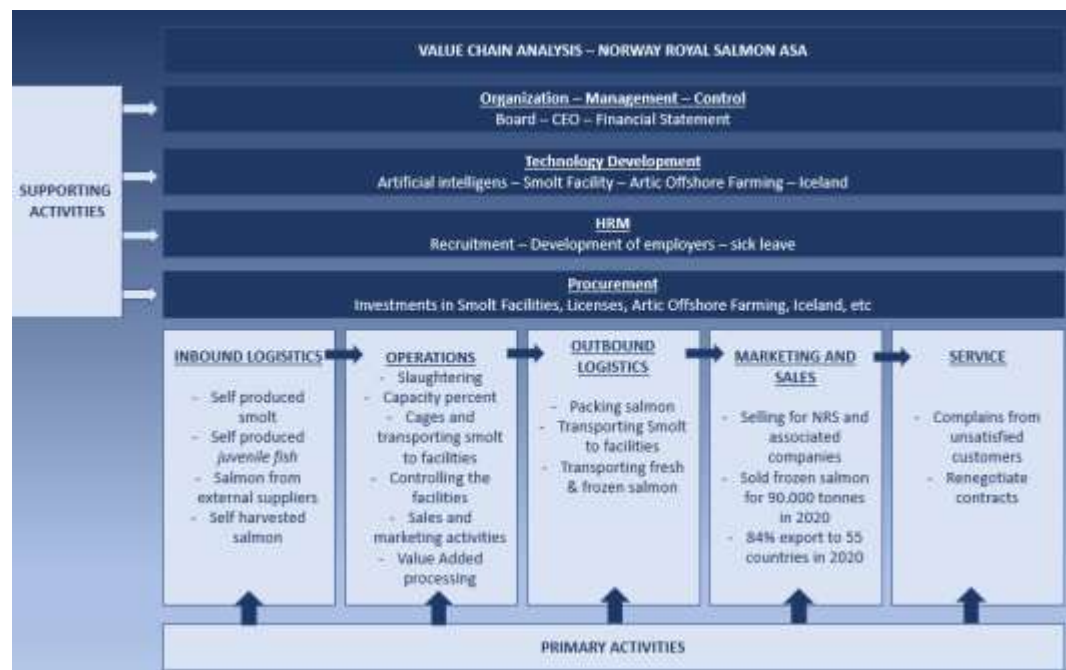 VALUE CHAIN ANALYSIS – NORWAY ROYAL SALMON ASA
SUPPORTING
ACTIVITIES
Organization – Management – Control
Board – CEO – Financial Statement
Technology Development
Artificial intelligens – Smolt Facility – Artic Offshore Farming – Iceland
HRM
Recruitment – Development of employers – sick leave
Procurement
Investments in Smolt Facilities, Licenses, Artic Offshore Farming, Iceland, etc
INBOUND LOGISITICS
- Self produced
smolt
- Self produced
juvenile fish
- Salmon from
external suppliers
- Self harvested
salmon
OPERATIONS
- Slaughtering
- Capacity percent
- Cages and
transporting smolt
to facilities
- Controlling the
facilities
- Sales and
marketing activities
- Value Added
processing
OUTBOUND
LOGISTICS
- Packing salmon
- Transporting Smolt
to facilities
- Transporting fresh
& frozen salmon
MARKETING AND
SALES
- Selling for NRS and
associated
companies
- Sold frozen salmon
for 90.000 tonnes
in 2020
- 84% export to 55
countries in 2020
SERVICE
- Complains from
unsatisfied
customers
- Renegotiate
contracts
PRIMARY ACTIVITIES